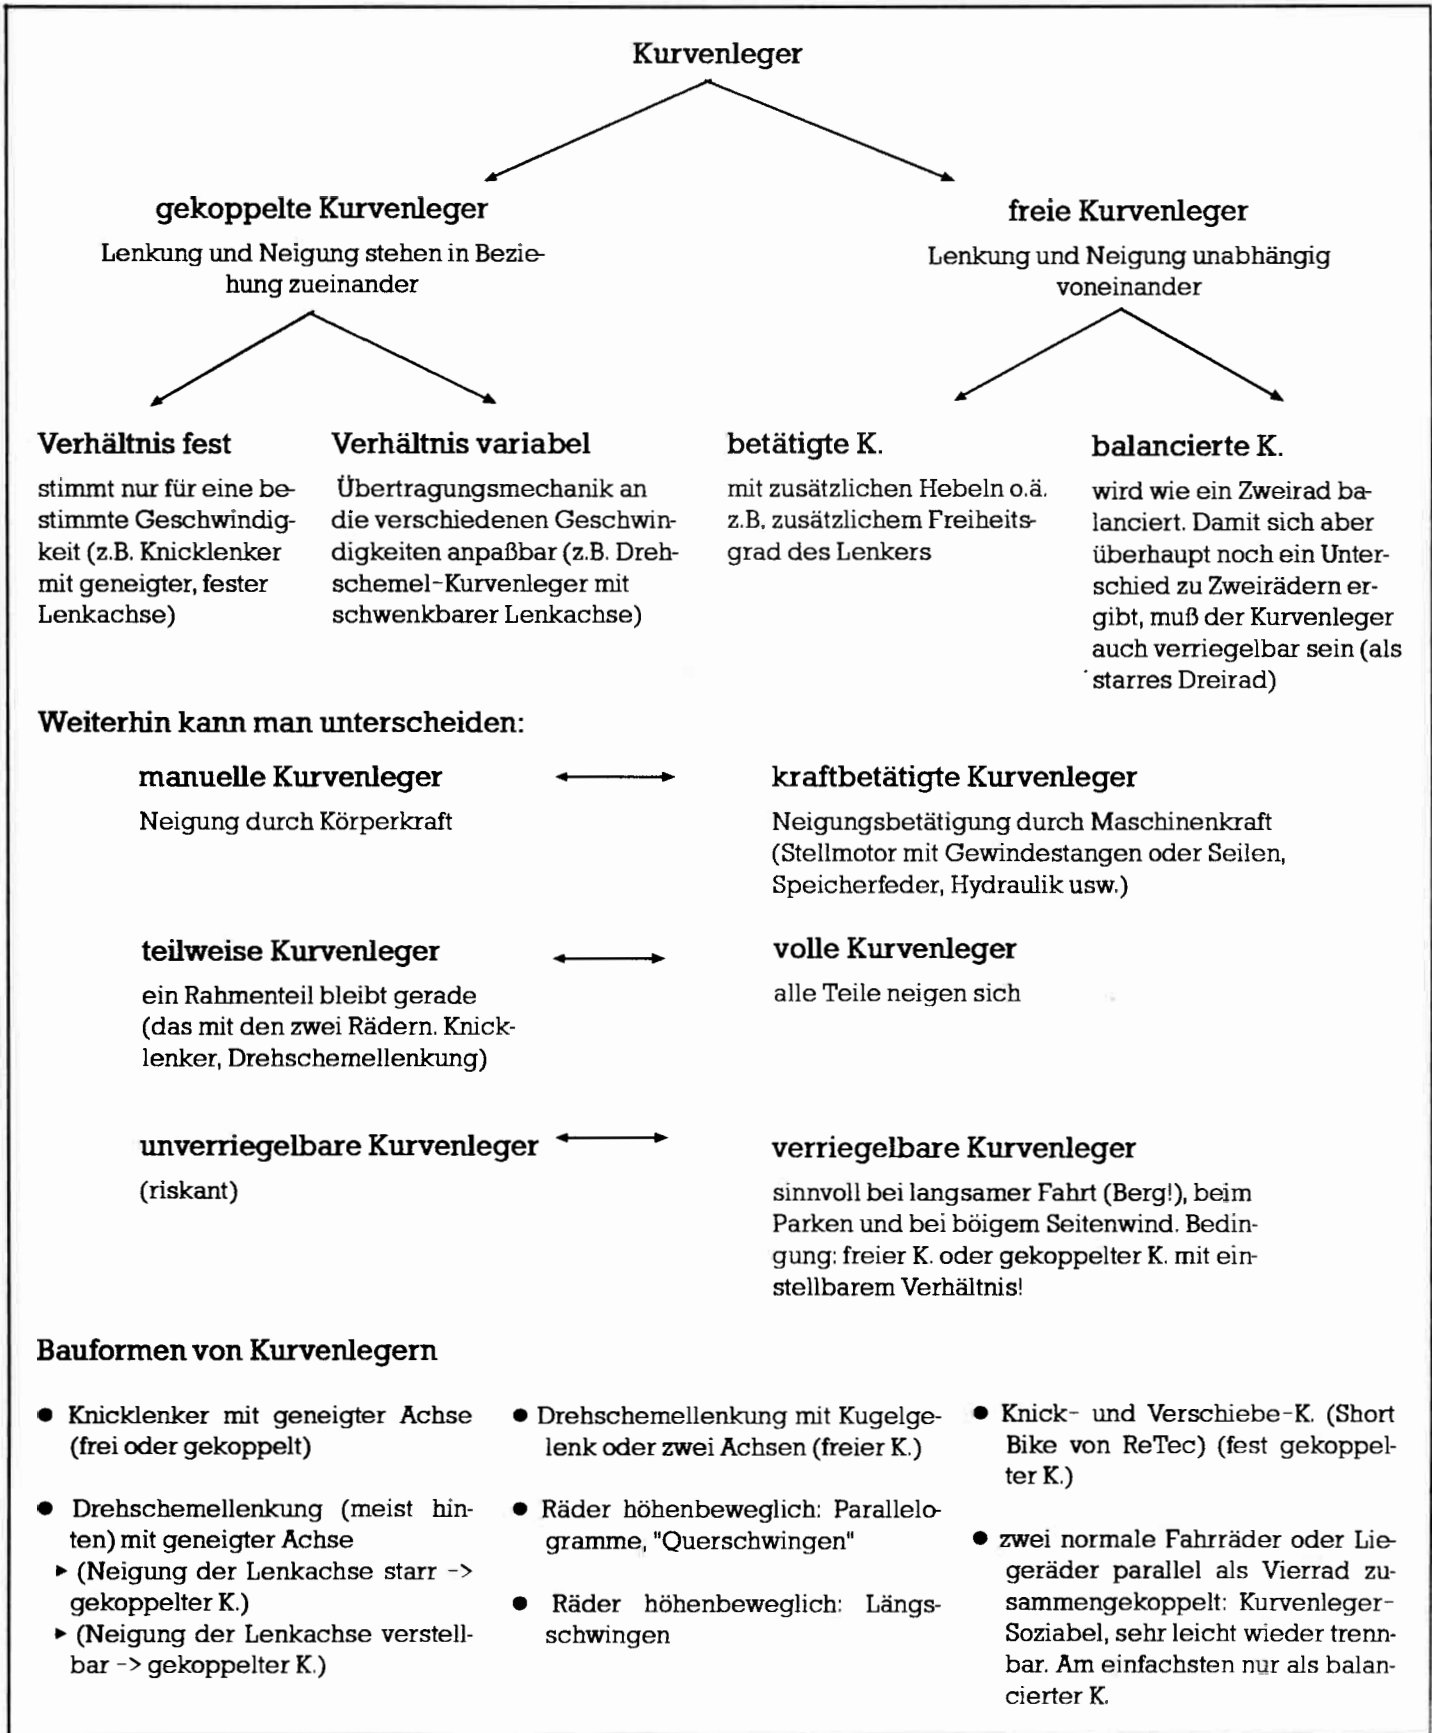 Kurvenleger
gekoppelte Kurvenleger
Lenkung und Neigung stehen in Bezie-
hung zueinander
freie Kurvenleger
Lenkung und Neigung unabhängig
voneinander
Verhältnis fest
stimmt nur für eine be-
stimmte Geschwindig-
keit (z.B. Knicklenker
mit geneigter, fester
Lenkachse)
Verhältnis variabel
Übertragungsmechanik an
die verschiedenen Geschwin-
digkeiten anpaßbar (z.B. Dreh-
schemel-Kurvenleger mit
schwenkbarer Lenkachse)
betätigte K.
mit zusätzlichen Hebeln o.ä.
z.B. zusätzlichem Freiheits-
grad des Lenkers
balancierte K.
wird wie ein Zweirad ba-
lanciert. Damit sich aber
überhaupt noch ein Unter-
schied zu Zweirädern er-
gibt, muß der Kurvenleger
auch verriegelbar sein (als
starres Dreirad)
Weiterhin kann man unterscheiden:
manuelle Kurvenleger
Neigung durch Körperkraft
kraftbetätigte Kurvenleger
Neigungsbetätigung durch Maschinenkraft
(Stellmotor mit Gewindestangen oder Seilen,
Speicherfeder, Hydraulik usw.)
teilweise Kurvenleger
ein Rahmenteil bleibt gerade
(das mit den zwei Rädern. Knick-
lenker, Drehschemellenkung)
volle Kurvenleger
alle Teile neigen sich
unverriegelbare Kurvenleger
(riskant)
verriegelbare Kurvenleger
sinnvoll bei langsamer Fahrt (Berg!), beim
Parken und bei böigem Seitenwind. Bedin-
gung: freier K. oder gekoppelter K. mit ein-
stellbarem Verhältnis!
Bauformen von Kurvenlegern
● Knicklenker mit geneigter Achse
(frei oder gekoppelt)
● Drehschemellenkung (meist hin-
ten) mit geneigter Achse
▸ (Neigung der Lenkachse starr ->
gekoppelter K.)
▸ (Neigung der Lenkachse verstell-
bar -> gekoppelter K.)
● Drehschemellenkung mit Kugelge-
lenk oder zwei Achsen (freier K.)
● Räder höhenbeweglich: Parallelo-
gramme, "Querschwingen"
● Räder höhenbeweglich: Längs-
schwingen
● Knick- und Verschiebe-K. (Short
Bike von ReTec) (fest gekoppel-
ter K.)
● zwei normale Fahrräder oder Lie-
geräder parallel als Vierrad zu-
sammengekoppelt: Kurvenleger-
Soziabel, sehr leicht wieder trenn-
bar. Am einfachsten nur als balan-
cierter K.